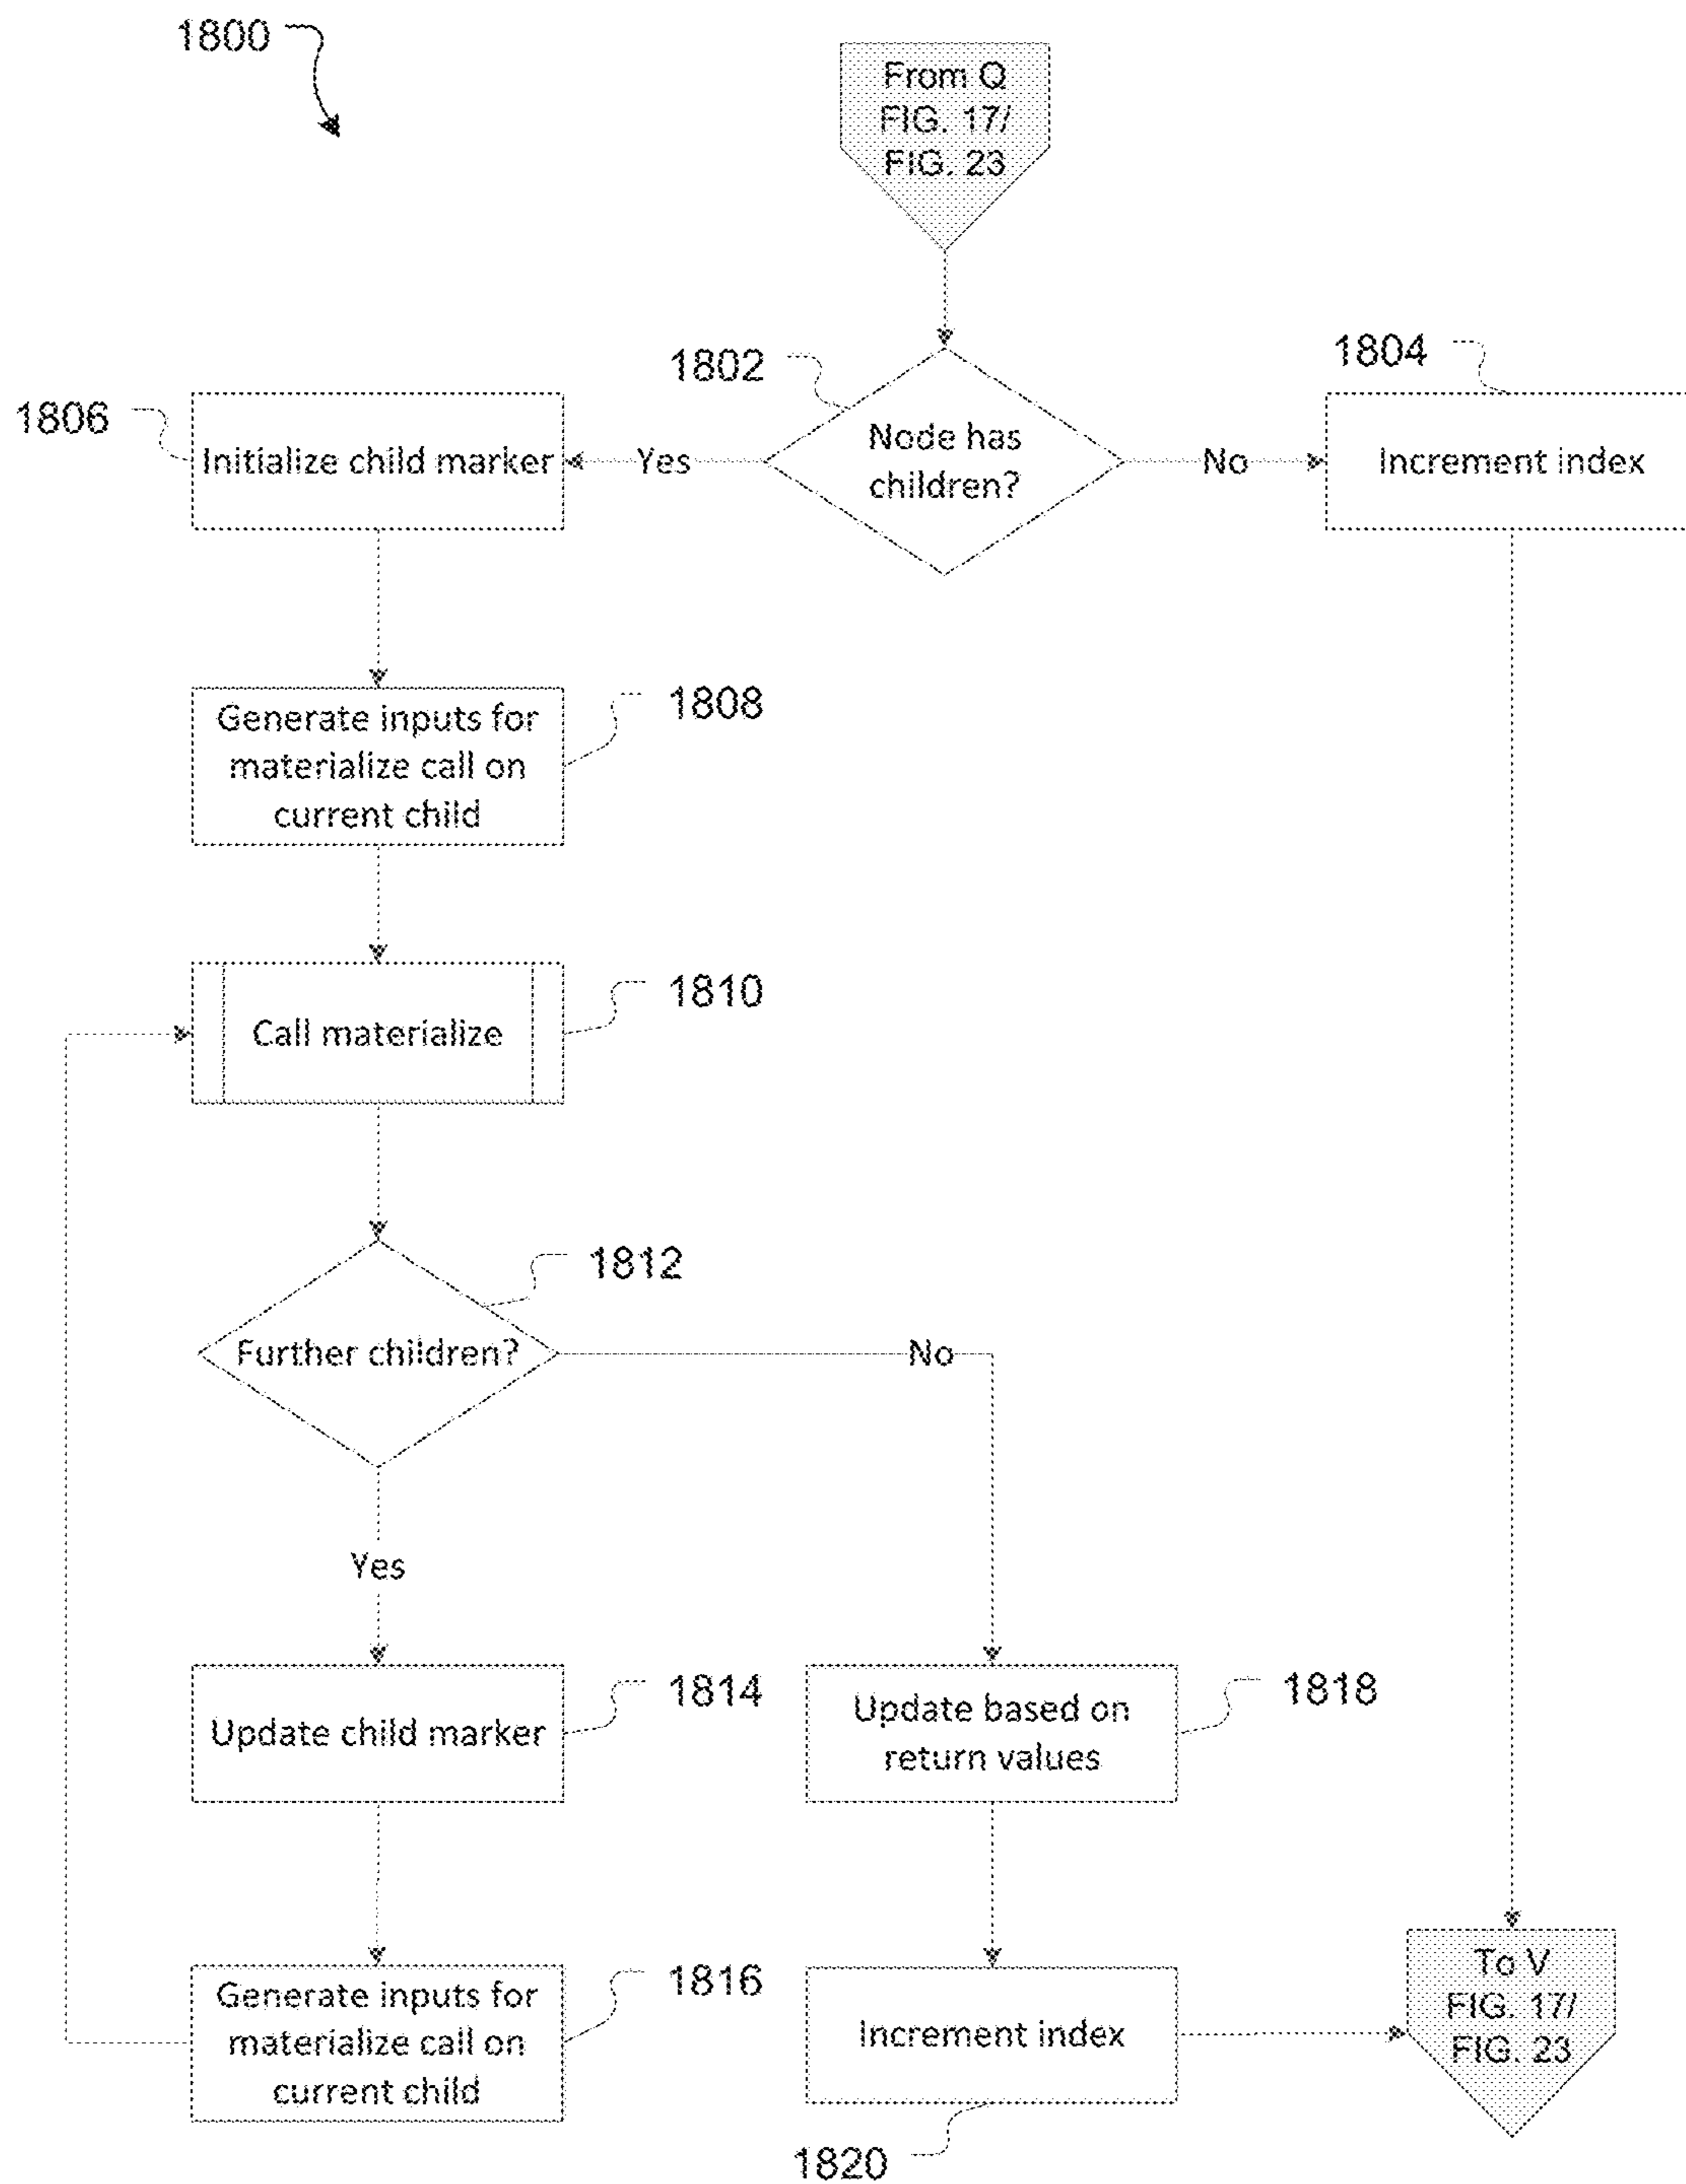 1800
From Q
FIG. 17/
FIG. 23
1802
1804
1806
Initialize child marker
Yes
Node has
children?
No
Increment index
Generate inputs for
materialize call on
current child
1808
Call materialize
1810
1812
Further children?
No
Yes
Update child marker
1814
Update based on
return values
1818
Generate inputs for
materialize call on
current child
1816
Increment index
1820
To V
FIG. 17/
FIG. 23